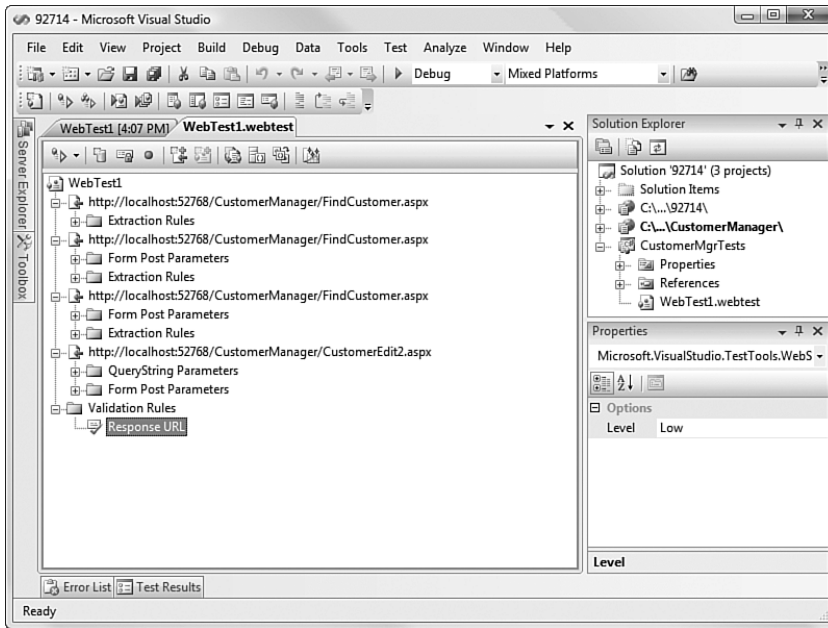 92714 - Microsoft Visual Studio
File Edit View Project Build Debug Data Tools Test Analyze Window Help
Debug Mixed Platforms
WebTest1 [4:07 PM] WebTest1.webtest
Server Explorer
Toolbox
WebTest1
http://localhost:52768/CustomerManager/FindCustomer.aspx
Extraction Rules
http://localhost:52768/CustomerManager/FindCustomer.aspx
Form Post Parameters
Extraction Rules
http://localhost:52768/CustomerManager/FindCustomer.aspx
Form Post Parameters
Extraction Rules
http://localhost:52768/CustomerManager/CustomerEdit2.aspx
QueryString Parameters
Form Post Parameters
Validation Rules
Response URL
Solution Explorer
Solution '92714' (3 projects)
Solution Items
C:\...\92714\
C:\...\CustomerManager\
CustomerMgrTests
Properties
References
WebTest1.webtest
Properties
Microsoft.VisualStudio.TestTools.WebS
Options
Level Low
Level
Error List Test Results
Ready